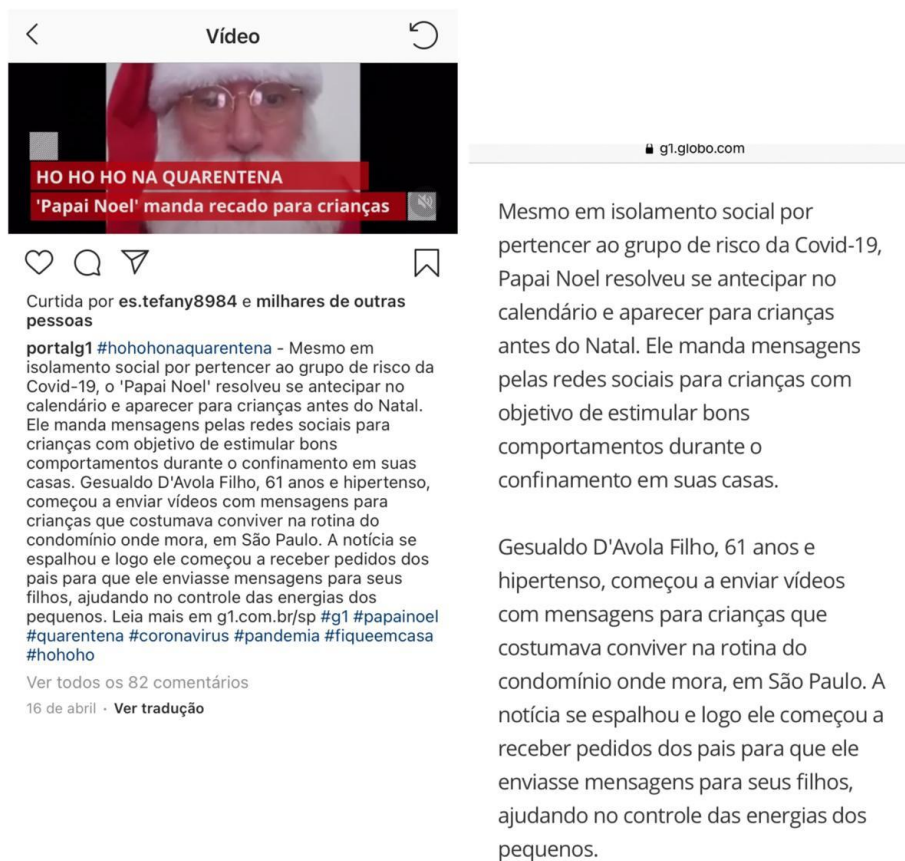 Vídeo
HO HO HO NA QUARENTENA
'Papai Noel' manda recado para crianças
Curtida por es.tefany8984 e milhares de outras
pessoas
portalg1 #hohohonaquarentena - Mesmo em
isolamento social por pertencer ao grupo de risco da
Covid-19, o 'Papai Noel' resolveu se antecipar no
calendário e aparecer para crianças antes do Natal.
Ele manda mensagens pelas redes sociais para
crianças com objetivo de estimular bons
comportamentos durante o confinamento em suas
casas. Gesualdo D'Avola Filho, 61 anos e hipertenso,
começou a enviar vídeos com mensagens para
crianças que costumava conviver na rotina do
condomínio onde mora, em São Paulo. A notícia se
espalhou e logo ele começou a receber pedidos dos
pais para que ele enviasse mensagens para seus
filhos, ajudando no controle das energias dos
pequenos. Leia mais em g1.com.br/sp #g1 #papainoel
#quarentena #coronavirus #pandemia #fiqueemcasa
#hohoho
Ver todos os 82 comentários
16 de abril · Ver tradução
g1.globo.com
Mesmo em isolamento social por
pertencer ao grupo de risco da Covid-19,
Papai Noel resolveu se antecipar no
calendário e aparecer para crianças
antes do Natal. Ele manda mensagens
pelas redes sociais para crianças com
objetivo de estimular bons
comportamentos durante o
confinamento em suas casas.
Gesualdo D'Avola Filho, 61 anos e
hipertenso, começou a enviar vídeos
com mensagens para crianças que
costumava conviver na rotina do
condomínio onde mora, em São Paulo. A
notícia se espalhou e logo ele começou a
receber pedidos dos pais para que ele
enviasse mensagens para seus filhos,
ajudando no controle das energias dos
pequenos.